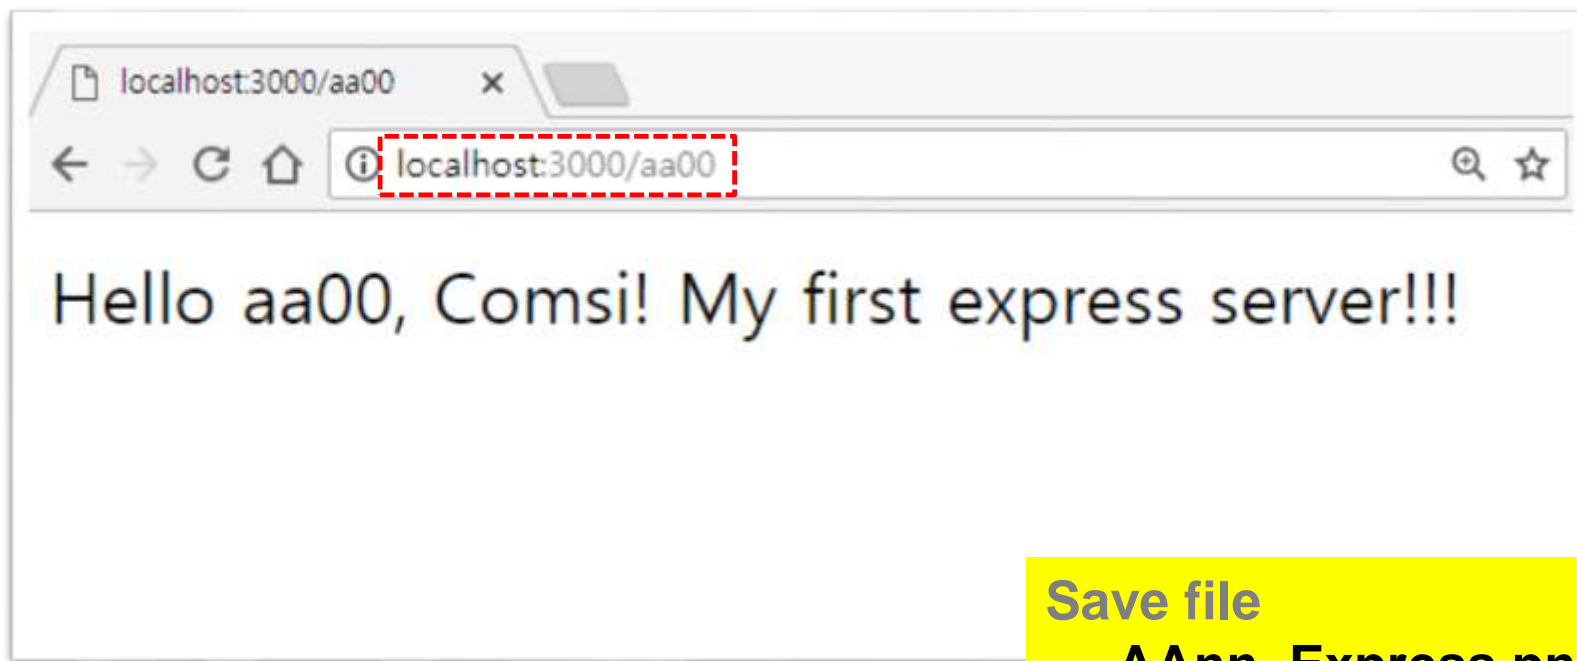 localhost:3000/aa00
localhost:3000/aa00
Hello aa00, Comsi! My first express server!!!
Save file